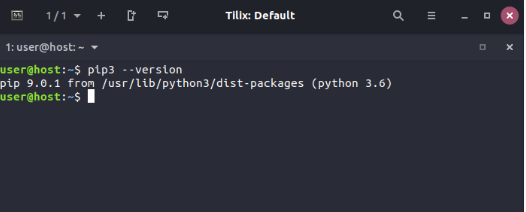 1 / 1
Tilix: Default
1: user@host: ~
user@host:~$ pip3 --version
pip 9.0.1 from /usr/lib/python3/dist-packages (python 3.6)
user@host:~$